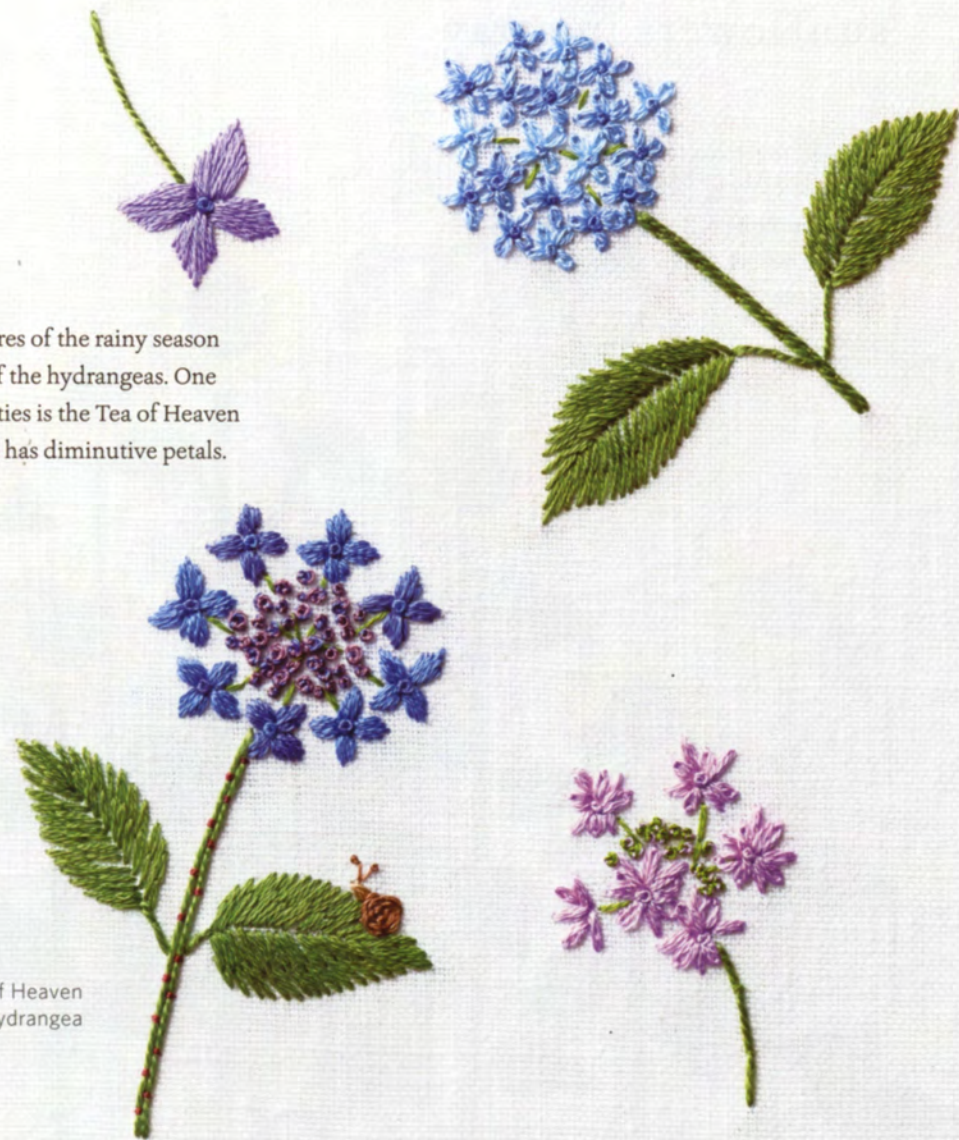 res of the rainy season
f the hydrangeas. One
ties is the Tea of Heaven
has diminutive petals.
f Heaven
ydrangea